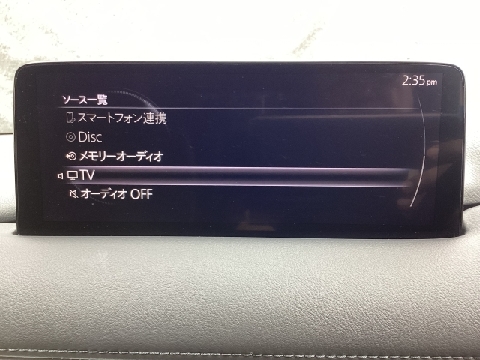 2:35 pm
ソース一覧
スマートフォン連携
Disc
メモリーオーディオ
TV
オーディオ OFF